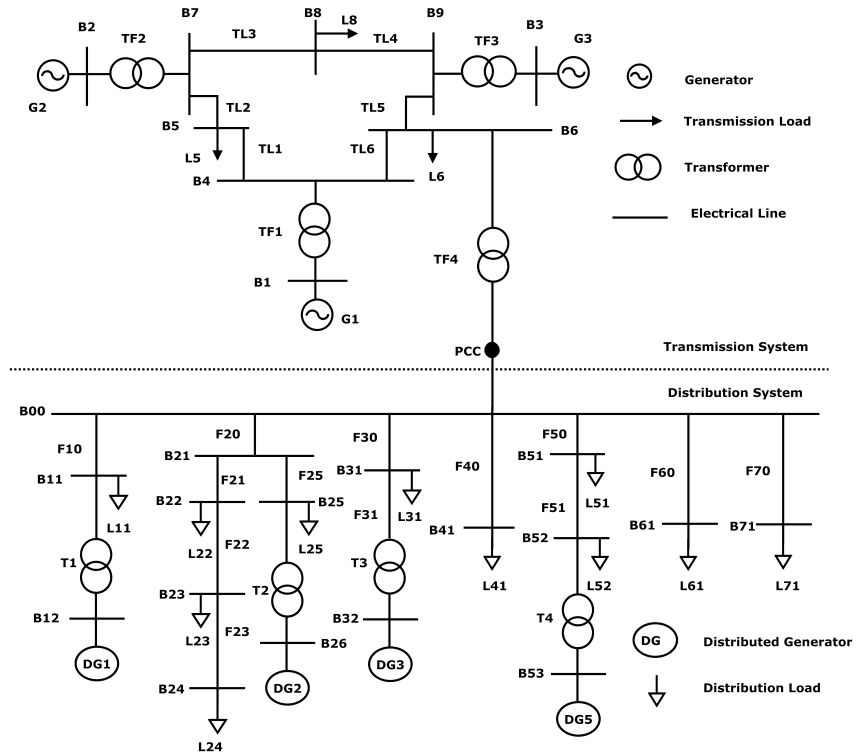 B7
B8
L8
B9
B2
TF2
TL3
TL4
TF3
B3
G3
G2
Generator
TL2
TL5
Transmission Load
B5
L5
TL1
TL6
L6
B6
B4
Transformer
TF1
Electrical Line
TF4
B1
G1
PCC
Transmission System
Distribution System
B00
F10
F20
F30
F40
F50
F60
F70
B11
L11
B21
F21
F25
B31
L31
B51
L51
B22
L22
F22
B25
L25
F31
B41
L41
F51
B52
L52
B61
L61
B71
L71
T1
B23
L23
F23
T2
T3
T4
B12
B26
B32
DG1
DG2
DG3
B53
DG5
B24
L24
DG
Distributed Generator
Distribution Load